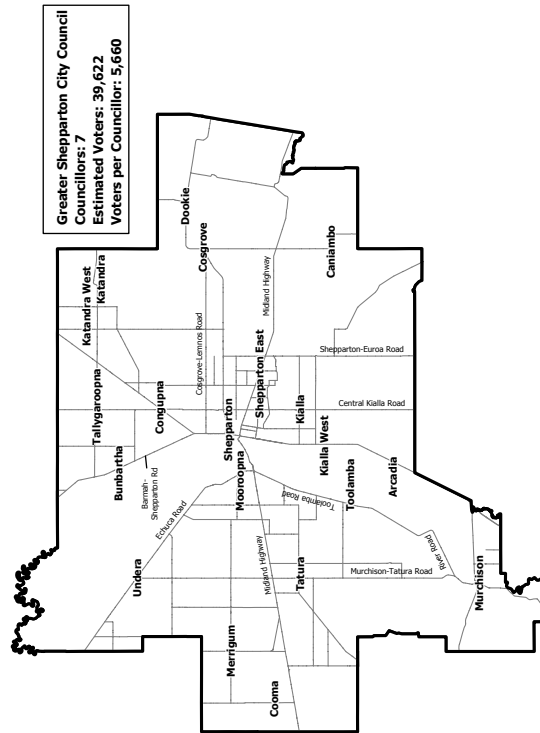 Greater Shepparton City Council
Councillors: 7
Estimated Voters: 39,622
Voters per Councillor: 5,660
Katandra West
Katandra
Tallygaroopna
Bunbartha
Congupna
Barmah-
Shepparton Rd
Dookie
Cosgrove
Cosgrove-Lemnos Road
Undera
Echuca Road
Shepparton
Mooroopna
Shepparton East
Midland Highway
Merrigum
Midland Highway
Cooma
Tatura
Toolamba Road
Kialla
Kialla West
Central Kialla Road
Shepparton-Euroa Road
Caniambo
Toolamba
Arcadia
Murchison-Tatura Road
River Road
Murchison